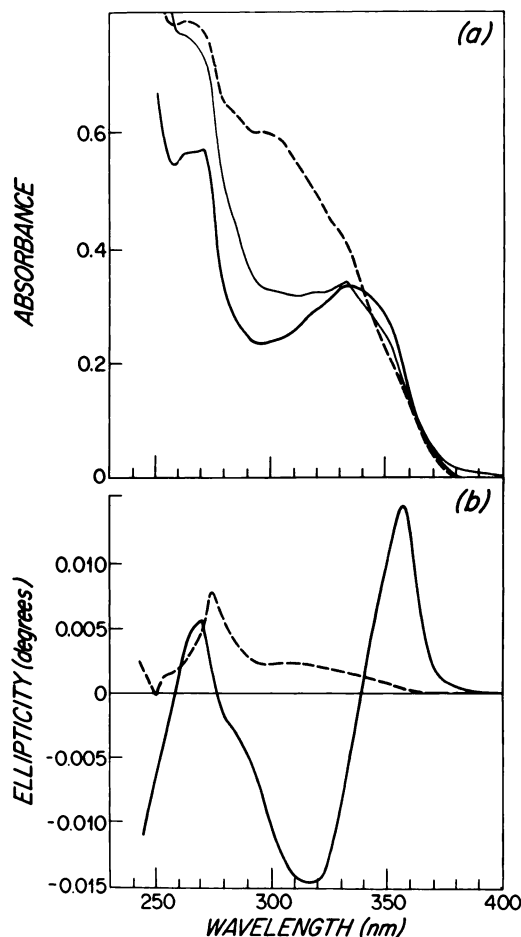 (a)
0.6
0.4
0.2
0
ABSORBANCE
(b)
0.010
0.005
0
-0.005
-0.010
-0.015
ELLIPTICITY (degrees)
250 300 350 400
WAVELENGTH (nm)